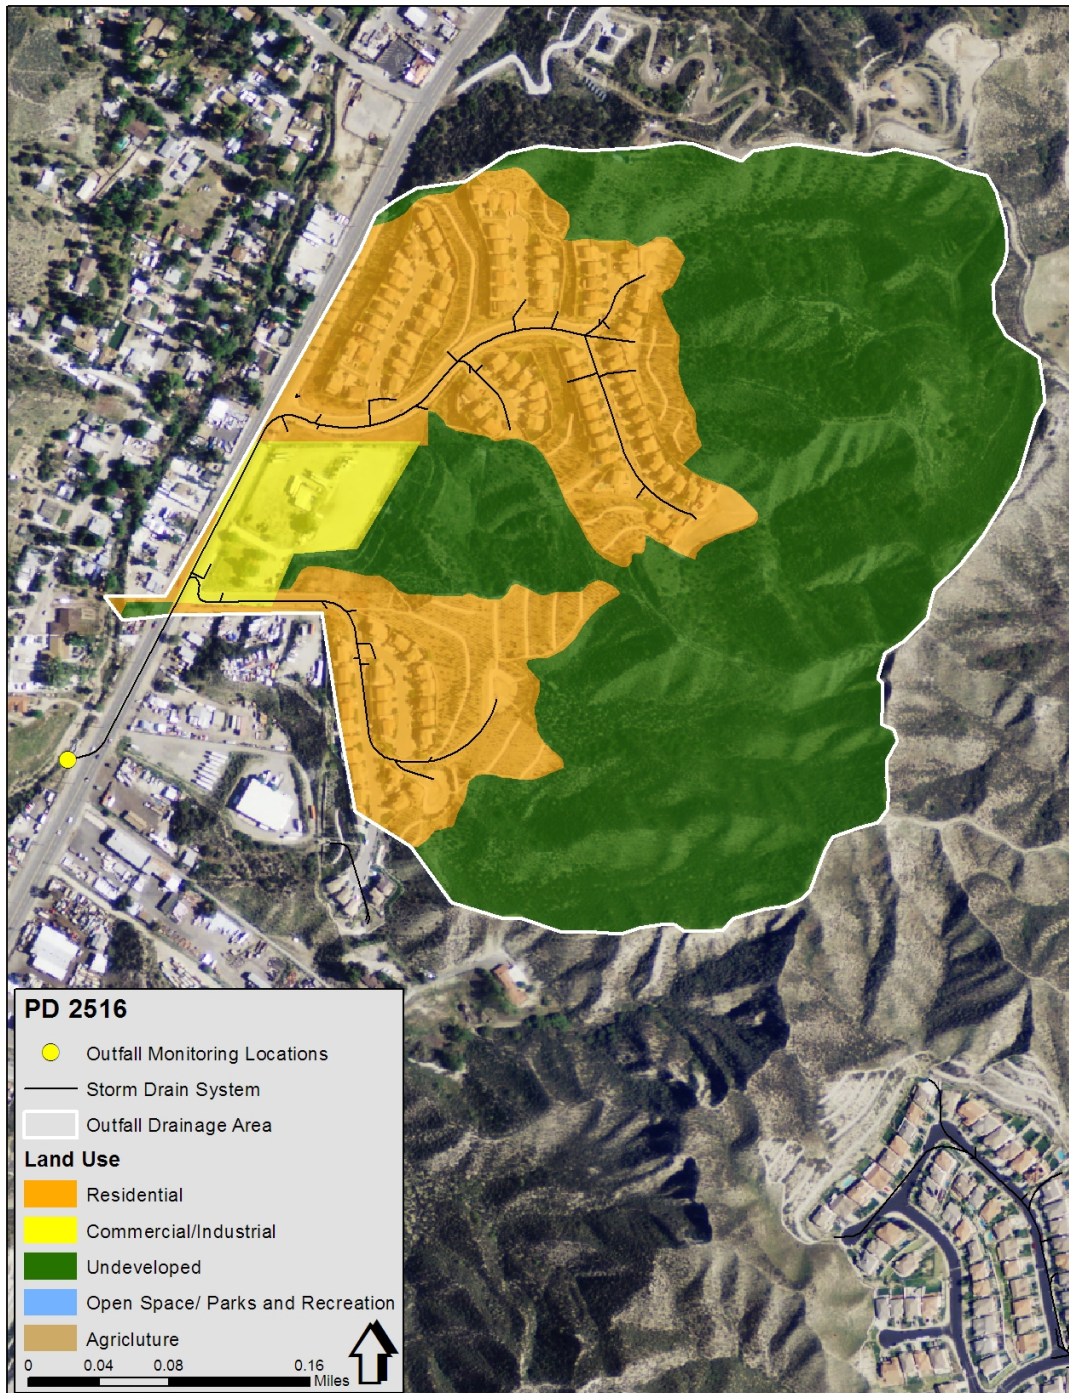 PD 2516
Outfall Monitoring Locations
Storm Drain System
Outfall Drainage Area
Land Use
Residential
Commercial/Industrial
Undeveloped
Open Space/ Parks and Recreation
Agricluture
0 0.04 0.08 0.16
Miles